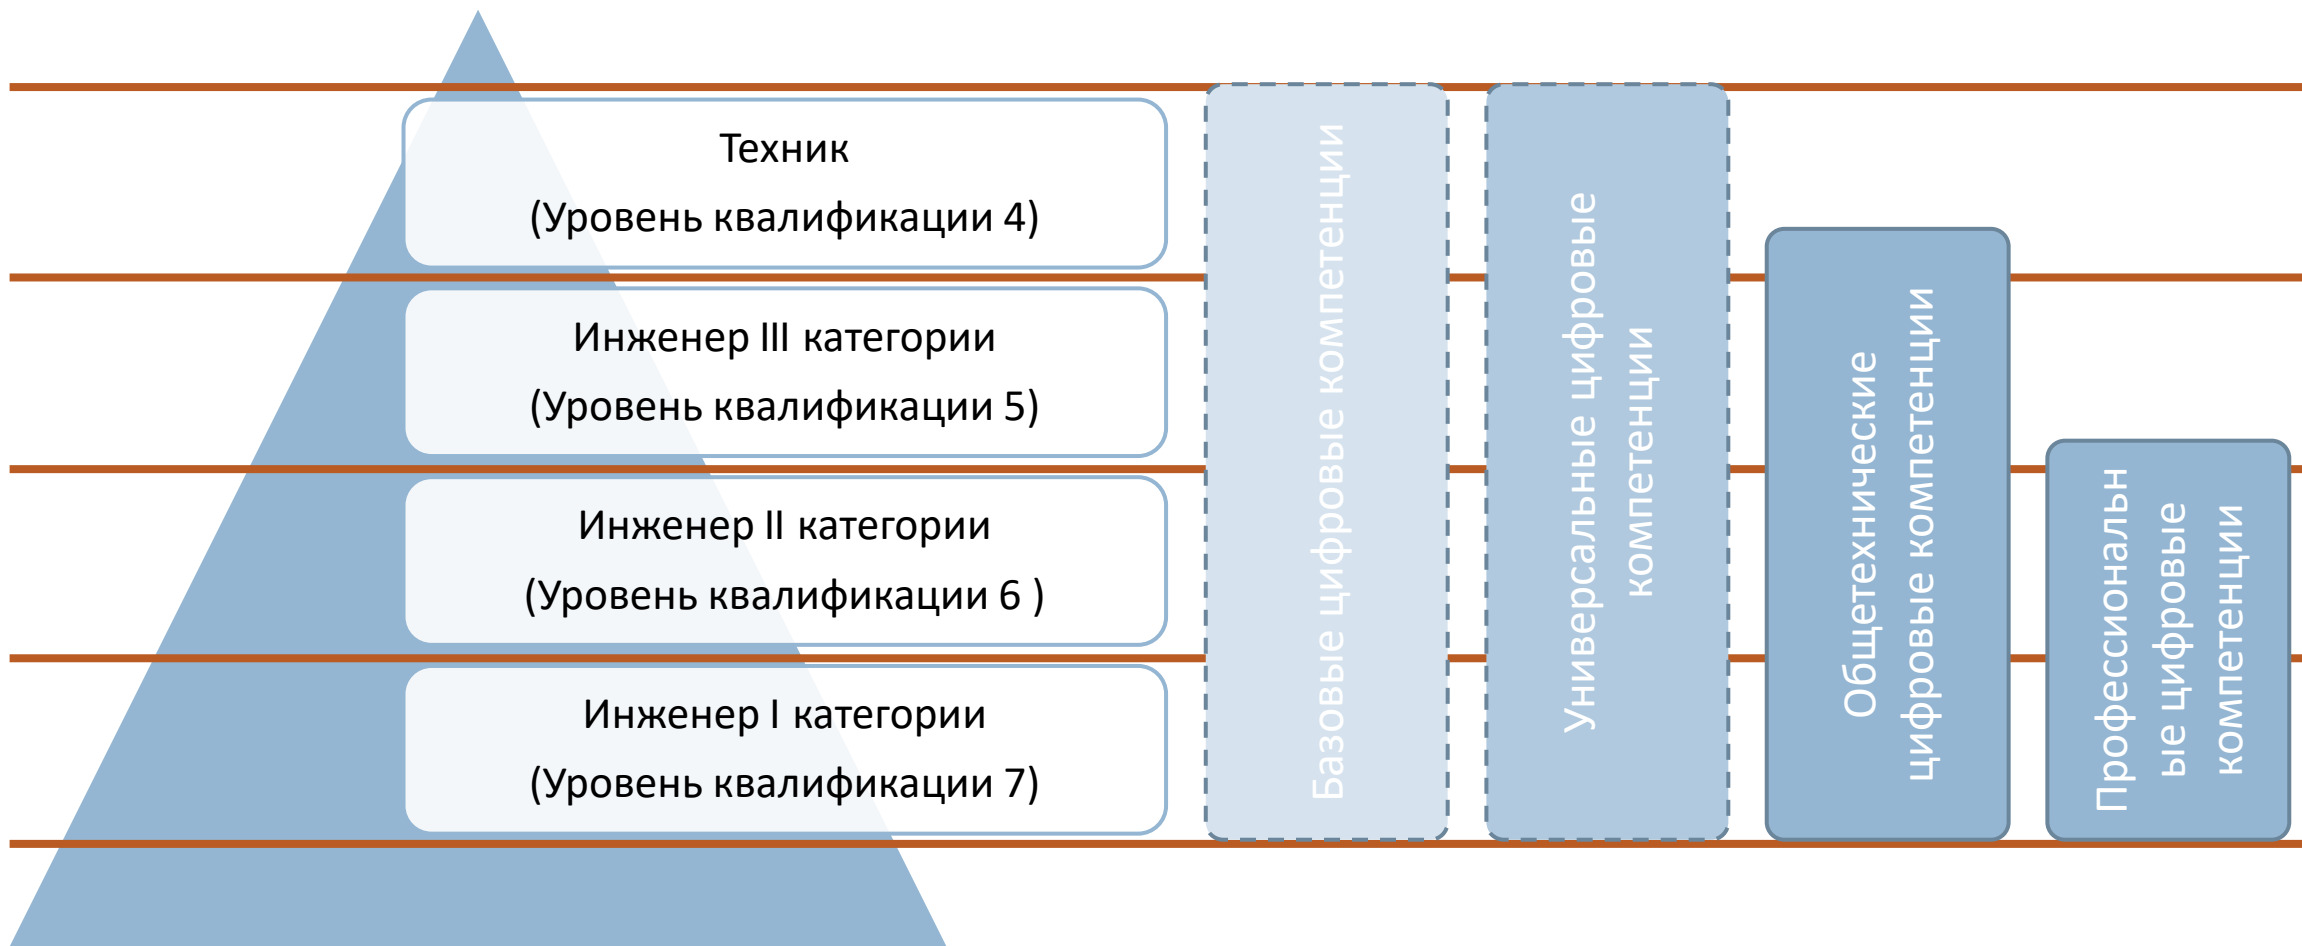 Техник
(Уровень квалификации 4)
Инженер III категории
(Уровень квалификации 5)
Инженер II категории
(Уровень квалификации 6 )
Инженер I категории
(Уровень квалификации 7)
Базовые цифровые компетенции
Универсальные цифровые
компетенции
Общетехнические
цифровые компетенции
Профессиональн
ые цифровые
компетенции